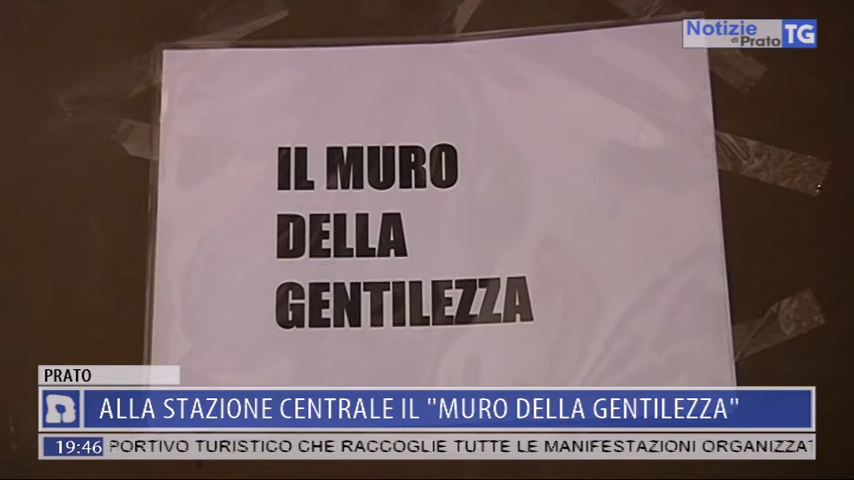 Notizie
di Prato
TG
IL MURO
DELLA
GENTILEZZA
PRATO
ALLA STAZIONE CENTRALE IL "MURO DELLA GENTILEZZA"
19:46 PORTIVO TURISTICO CHE RACCOGLIE TUTTE LE MANIFESTAZIONI ORGANIZZAT